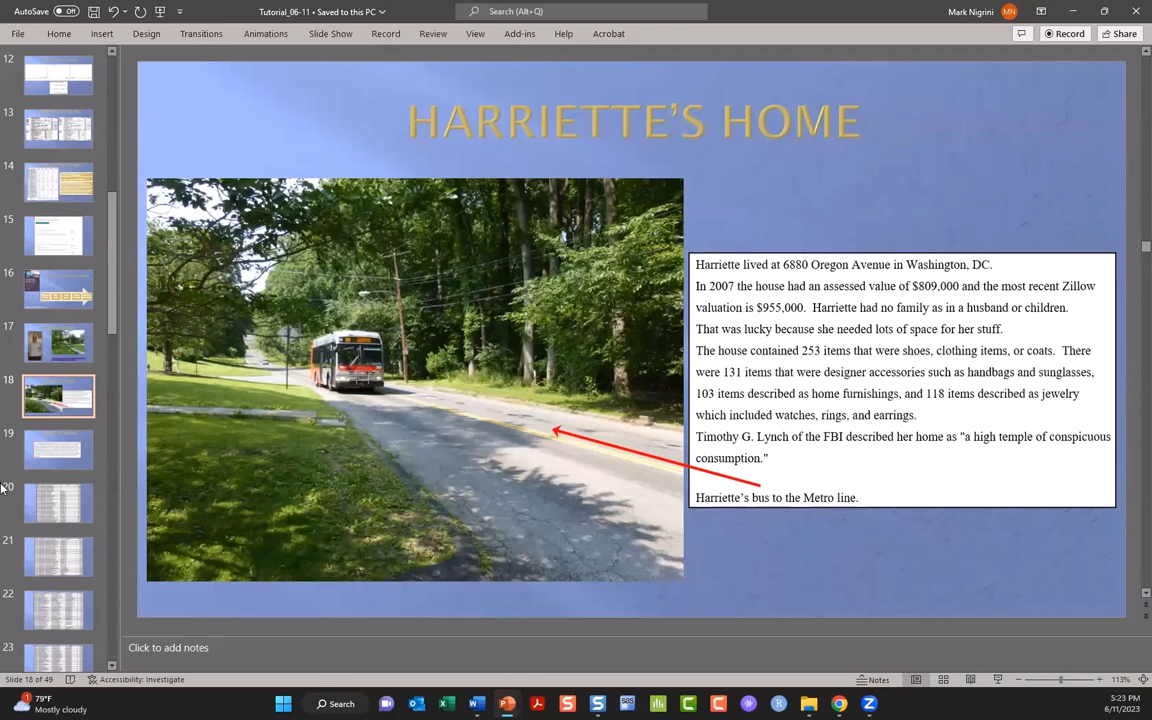 AutoSave
Off
Tutorial_06-11 • Saved to this PC
Search (Alt+Q)
Mark Nigrini
MN
File
Home
Insert
Design
Transitions
Animations
Slide Show
Record
Review
View
Add-ins
Help
Acrobat
Record
Share
12
13
14
15
16
17
18
19
20
21
22
23
HARRIETTE'S HOME
Harriette lived at 6880 Oregon Avenue in Washington, DC.
In 2007 the house had an assessed value of $809,000 and the most recent Zillow
valuation is $955,000.  Harriette had no family as in a husband or children.
That was lucky because she needed lots of space for her stuff.
The house contained 253 items that were shoes, clothing items, or coats.  There
were 131 items that were designer accessories such as handbags and sunglasses,
103 items described as home furnishings, and 118 items described as jewelry
which included watches, rings, and earrings.
Timothy G. Lynch of the FBI described her home as "a high temple of conspicuous
consumption."
Harriette's bus to the Metro line.
Click to add notes
Slide 18 of 49
Accessibility: Investigate
Notes
113%
1
79°F
Mostly cloudy
Search
5:23 PM
6/11/2023